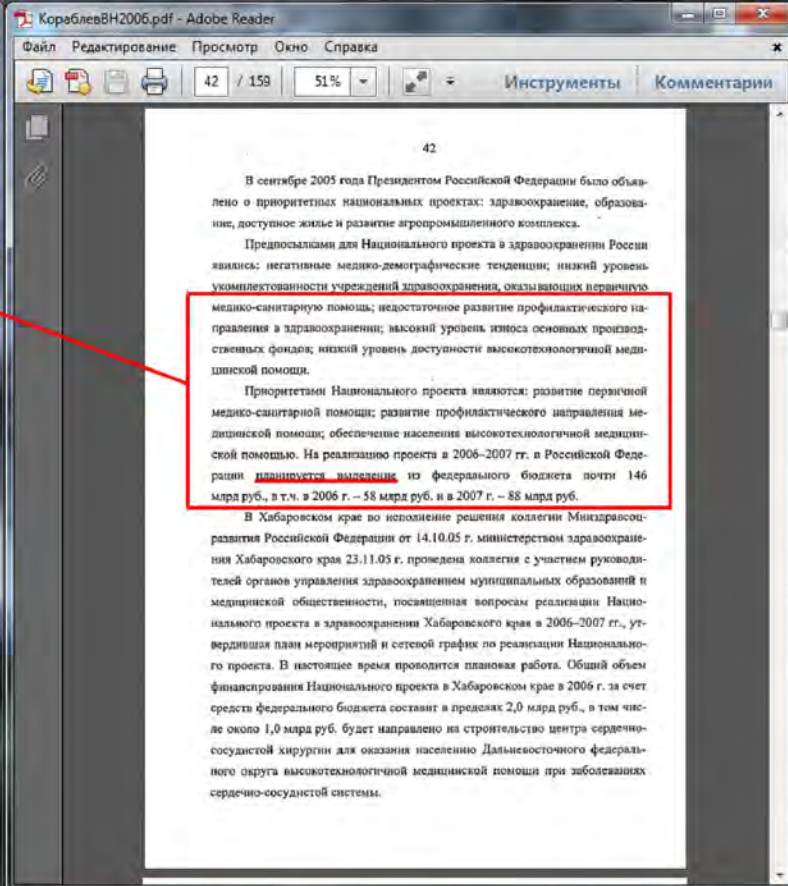 КораблевВН2006.pdf - Adobe Reader
Файл Редактирование Просмотр Окно Справка
42 / 159 51% Инструменты Комментарии
42
В сентябре 2005 года Президентом Российской Федерации было объяв-
лено о приоритетных национальных проектах: здравоохранение, образова-
ние, доступное жилье и развитие агропромышленного комплекса.
Предпосылками для Национального проекта в здравоохранении России
явились: негативные медико-демографические тенденции; низкий уровень
укомплектованности учреждений здравоохранения, оказывающих первичную
медико-санитарную помощь; недостаточное развитие профилактического на-
правления в здравоохранении; высокий уровень износа основных производ-
ственных фондов; низкий уровень доступности высокотехнологичной меди-
цинской помощи.
Приоритетами Национального проекта являются: развитие первичной
медико-санитарной помощи; развитие профилактического направления ме-
дицинской помощи; обеспечение населения высокотехнологичной медицин-
ской помощью. На реализацию проекта в 2006–2007 гг. в Российской Феде-
рации планируется выделение из федерального бюджета почти 146
млрд руб., в т.ч. в 2006 г. – 58 млрд руб. и в 2007 г. – 88 млрд руб.
В Хабаровском крае во исполнение решения коллегии Минздравсоц-
развития Российской Федерации от 14.10.05 г. министерством здравоохране-
ния Хабаровского края 23.11.05 г. проведена коллегия с участием руководи-
телей органов управления здравоохранением муниципальных образований и
медицинской общественности, посвященная вопросам реализации Нацио-
нального проекта в здравоохранении Хабаровского края в 2006–2007 гг., ут-
вердившая план мероприятий и сетевой график по реализации Национально-
го проекта. В настоящее время проводится плановая работа. Общий объем
финансирования Национального проекта в Хабаровском крае в 2006 г. за счет
средств федерального бюджета составит в пределах 2,0 млрд руб., в том чис-
ле около 1,0 млрд руб. будет направлено на строительство центра сердечно-
сосудистой хирургии для оказания населению Дальневосточного федераль-
ного округа высокотехнологичной медицинской помощи при заболеваниях
сердечно-сосудистой системы.